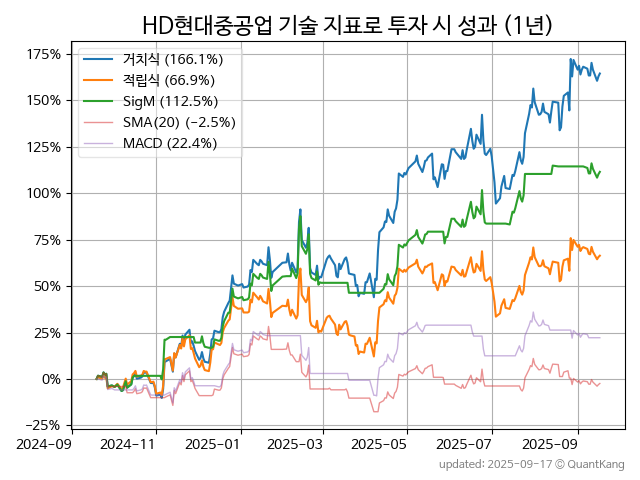 HD현대중공업 기술 지표로 투자 시 성과 (1년)
175%
150%
125%
100%
75%
50%
25%
0%
−25%
거치식 (166.1%)
적립식 (66.9%)
SigM (112.5%)
SMA(20) (−2.5%)
MACD (22.4%)
2024-09
2024-11
2025-01
2025-03
2025-05
2025-07
2025-09
updated: 2025-09-17 © QuantKang